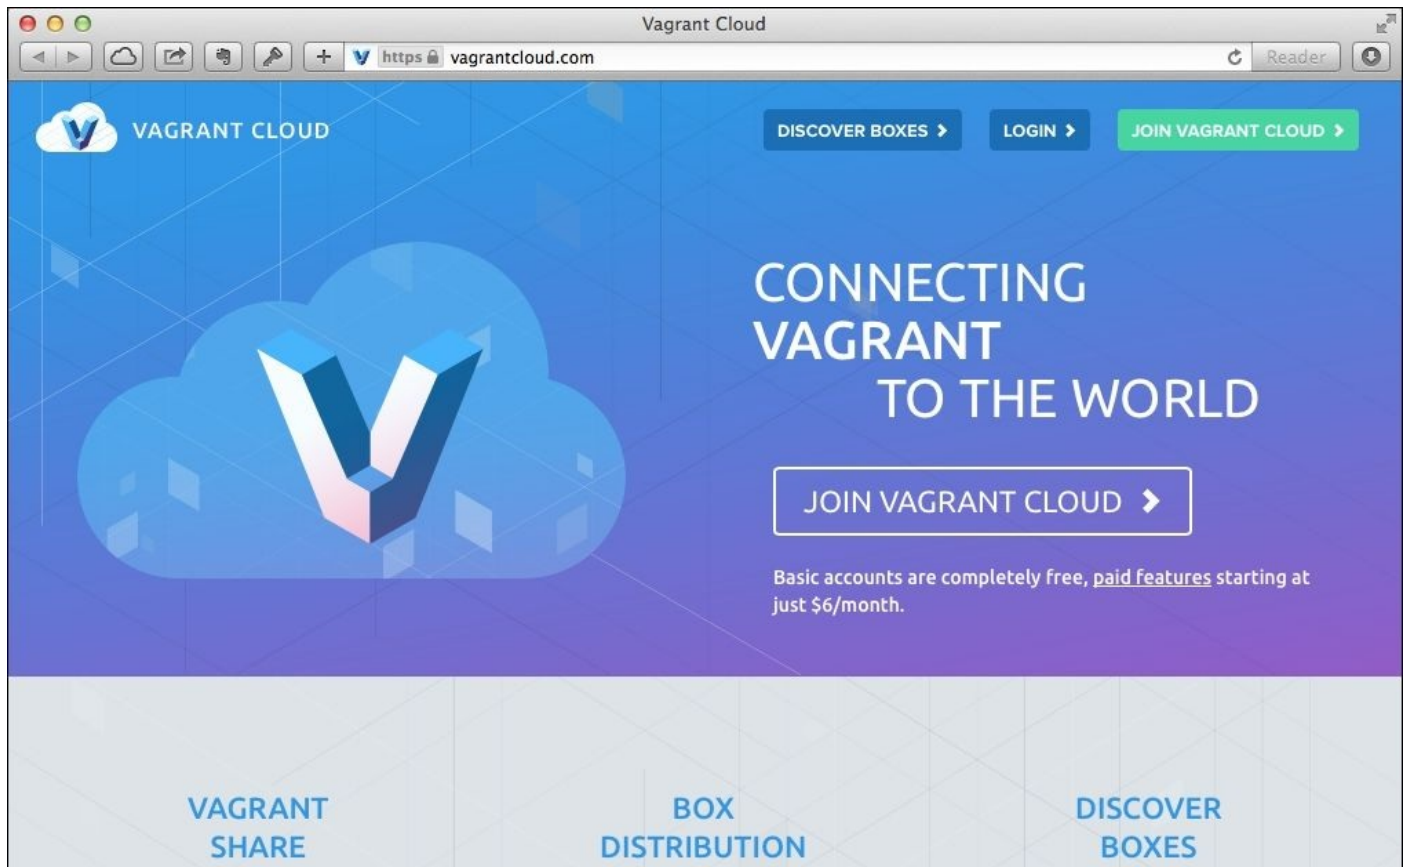 Vagrant Cloud
https vagrantcloud.com Reader
VAGRANT CLOUD
DISCOVER BOXES
LOGIN
JOIN VAGRANT CLOUD
CONNECTING
VAGRANT
TO THE WORLD
JOIN VAGRANT CLOUD
Basic accounts are completely free, paid features starting at
just $6/month.
VAGRANT
SHARE
BOX
DISTRIBUTION
DISCOVER
BOXES